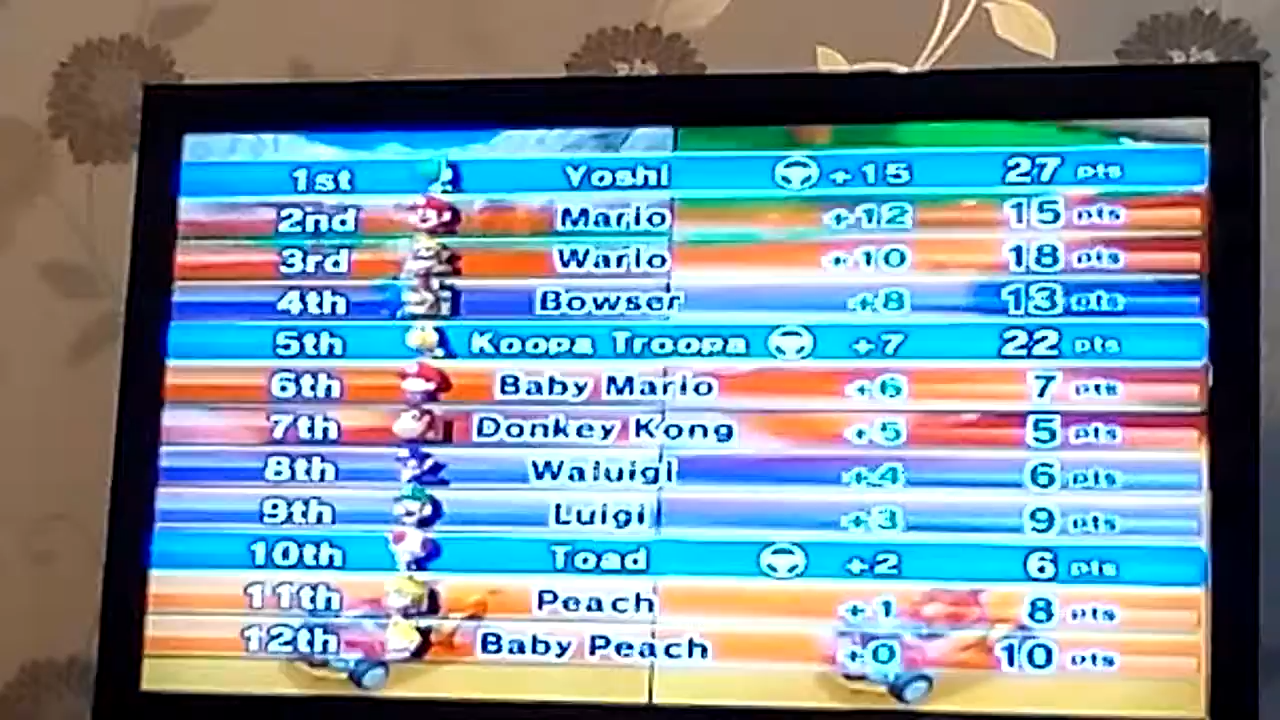 1st Yoshi +15 27 pts
2nd Mario +12 15 pts
3rd Wario +10 18 pts
4th Bowser +8 13 pts
5th Koopa Troopa +7 22 pts
6th Baby Mario +6 7 pts
7th Donkey Kong +5 5 pts
8th Waluigi +4 6 pts
9th Luigi +3 9 pts
10th Toad +2 6 pts
11th Peach +1 8 pts
12th Baby Peach +0 10 pts